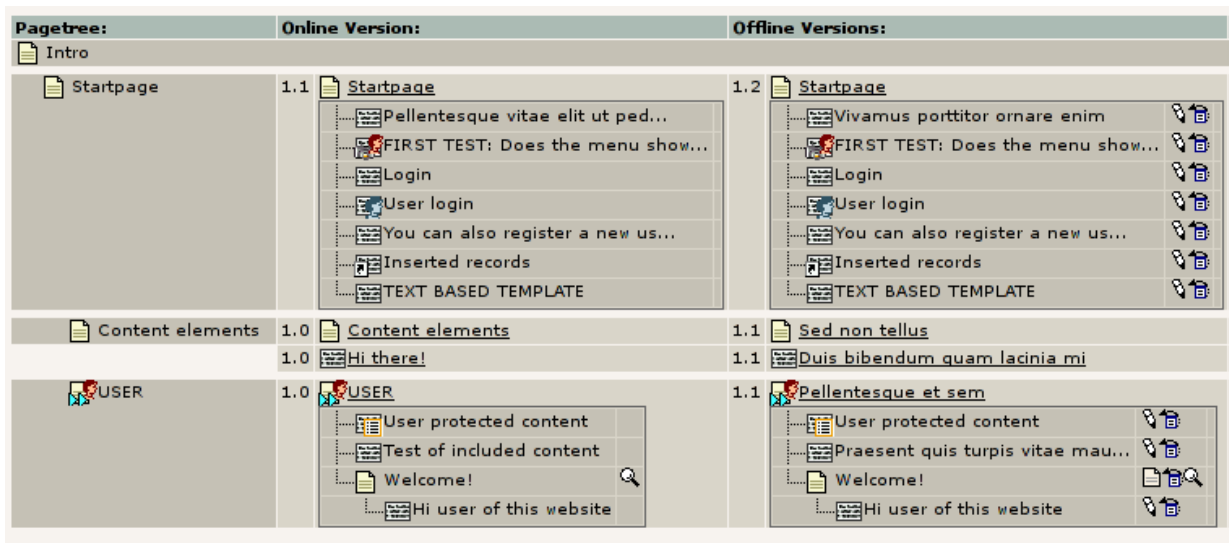 Pagetree: Online Version: Offline Versions:
Intro
Startpage 1.1 Startpage 1.2 Startpage
Pellentesque vitae elit ut ped... Vivamus porttitor ornare enim
FIRST TEST: Does the menu show... FIRST TEST: Does the menu show...
Login Login
User login User login
You can also register a new us... You can also register a new us...
Inserted records Inserted records
TEXT BASED TEMPLATE TEXT BASED TEMPLATE
Content elements 1.0 Content elements 1.1 Sed non tellus
1.0 Hi there! 1.1 Duis bibendum quam lacinia mi
USER 1.0 USER 1.1 Pellentesque et sem
User protected content User protected content
Test of included content Praesent quis turpis vitae mau...
Welcome! Welcome!
Hi user of this website Hi user of this website